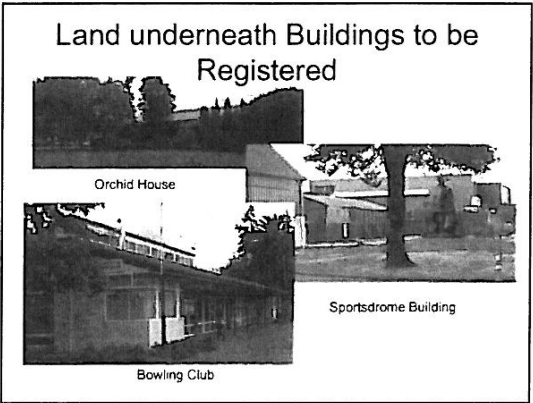 Land underneath Buildings to be
Registered
Orchid House
Sportsdrome Building
Bowling Club